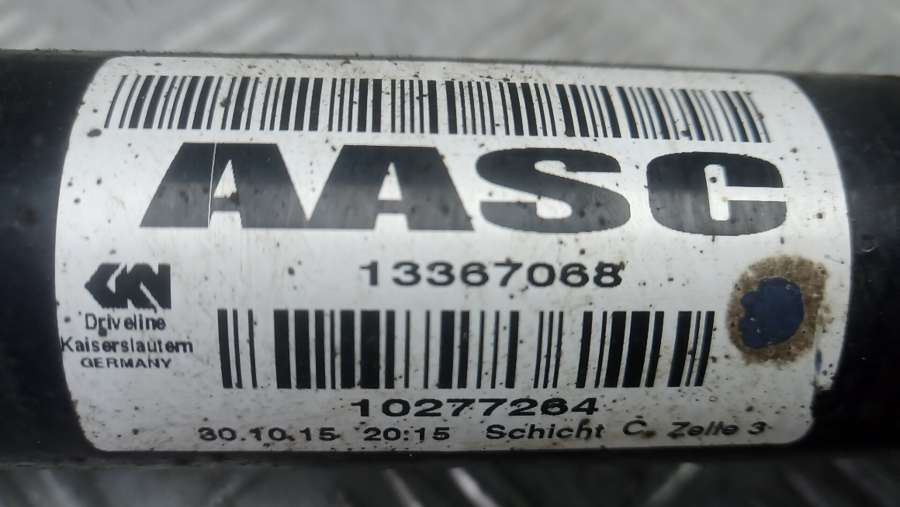 AASC
13367068
GKN
Driveline
Kaiserslautern
GERMANY
10277264
30.10.15 20:15 Schicht C, Zelle 3